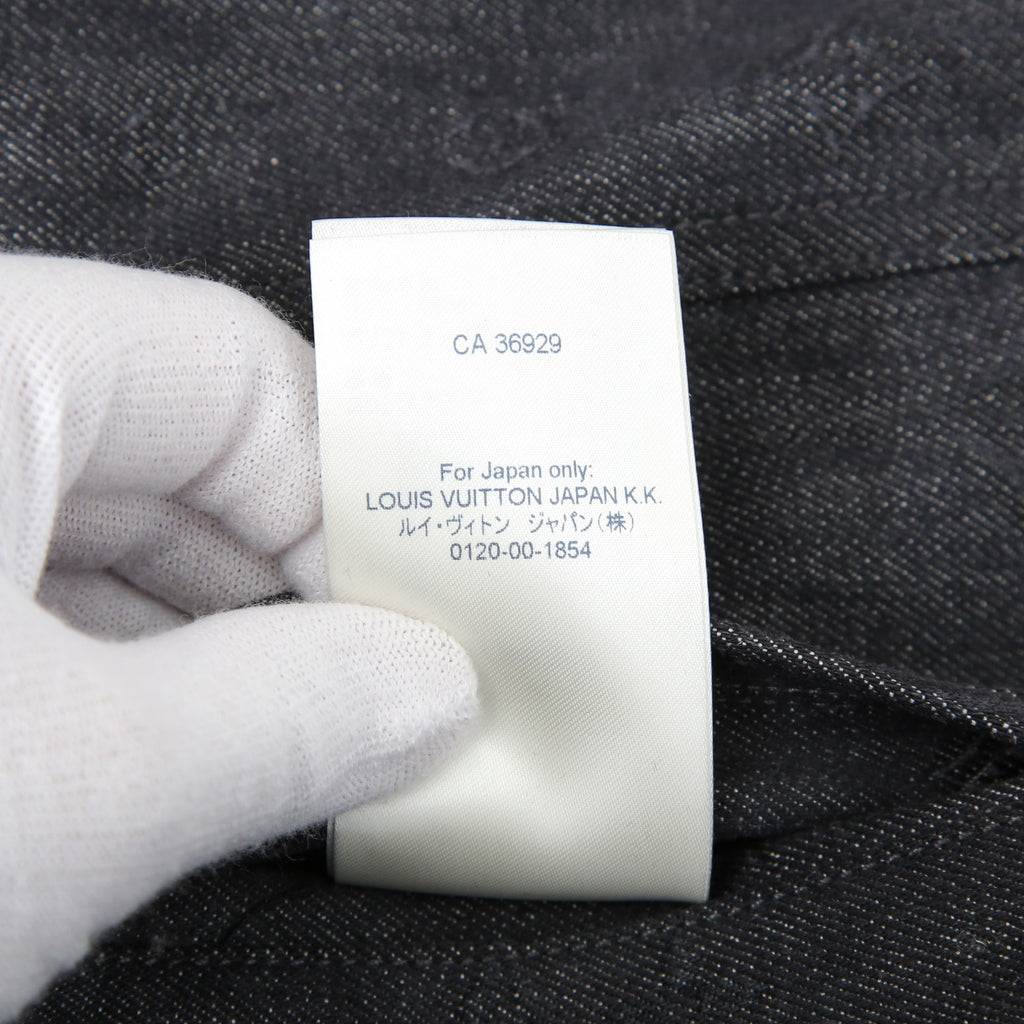 CA 36929
For Japan only:
LOUIS VUITTON JAPAN K.K.
ルイ・ヴィトン　ジャパン(株)
0120-00-1854